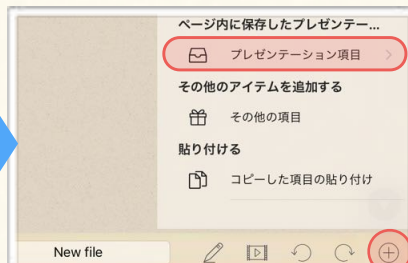 ページ内に保存したプレゼンテー...
プレゼンテーション項目
その他のアイテムを追加する
その他の項目
貼り付ける
コピーした項目の貼り付け
New file